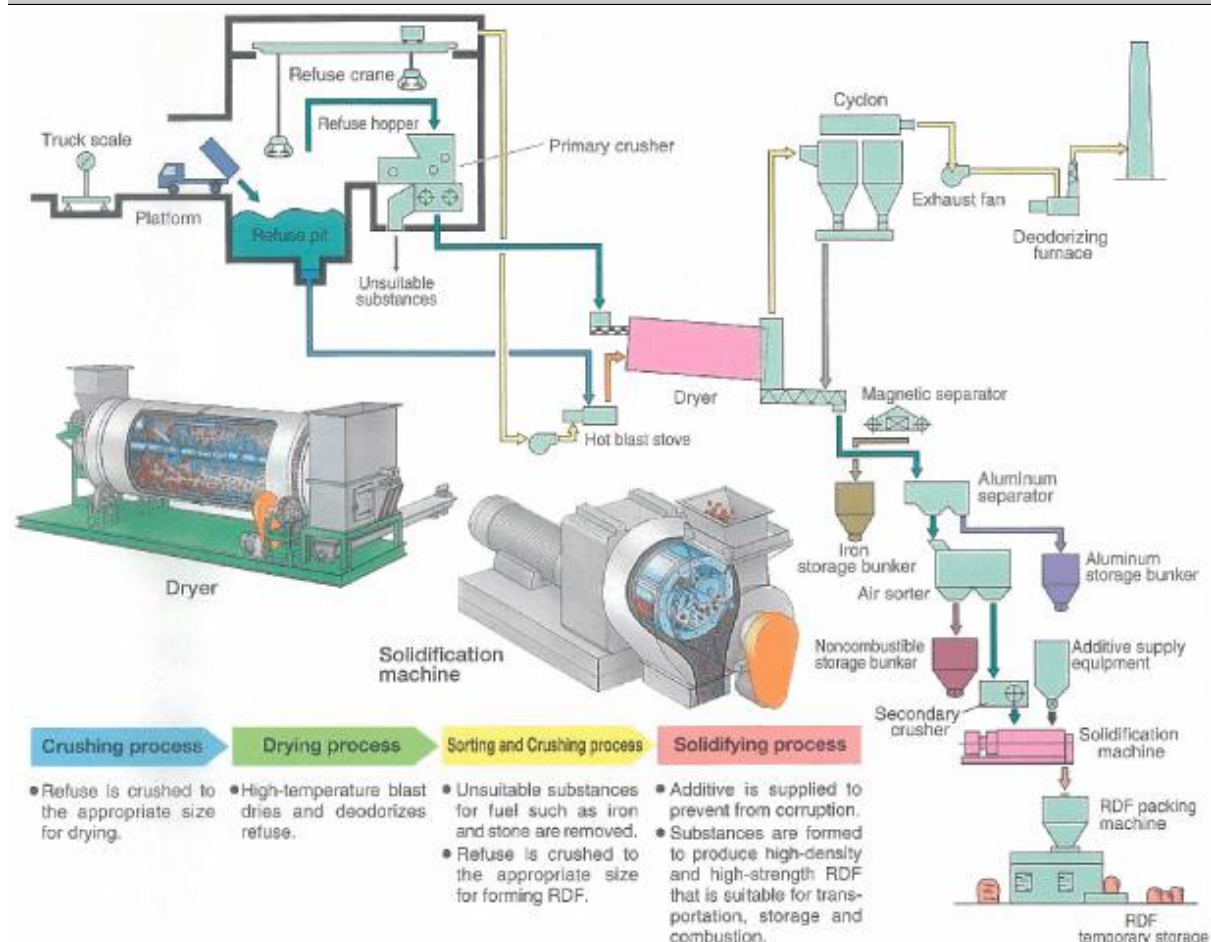 Refuse crane
Truck scale
Refuse hopper
Primary crusher
Platform
Refuse pit
Unsuitable
substances
Cyclon
Exhaust fan
Deodorizing
furnace
Dryer
Hot blast stove
Magnetic separator
Aluminum
separator
Iron
storage bunker
Aluminum
storage bunker
Air sorter
Noncombustible
storage bunker
Additive supply
equipment
Secondary
crusher
Solidification
machine
RDF packing
machine
RDF
temporary storage
Dryer
Solidification
machine
Crushing process
• Refuse is crushed to
the appropriate size
for drying.
Drying process
• High-temperature blast
dries and deodorizes
refuse.
Sorting and Crushing process
• Unsuitable substances
for fuel such as iron
and stone are removed.
• Refuse is crushed to
the appropriate size
for forming RDF.
Solidifying process
• Additive is supplied to
prevent from corruption.
• Substances are formed
to produce high-density
and high-strength RDF
that is suitable for trans-
portation, storage and
combustion.